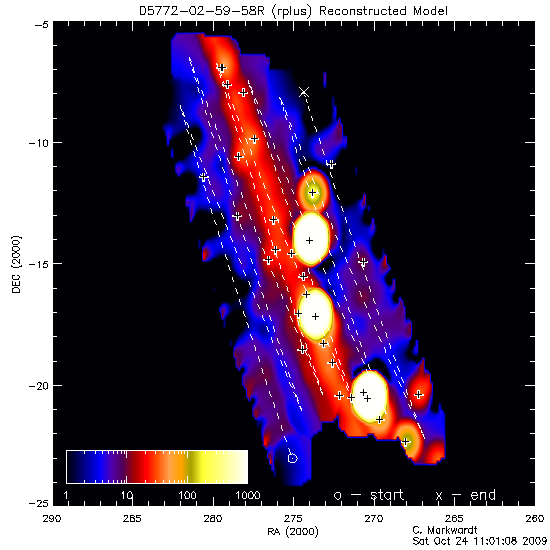 D5772-02-59-58R (rplus) Reconstructed Model
-5
-10
-15
-20
-25
DEC (2000)
1 10 100 1000
o - start x - end
290 285 280 275 270 265 260
RA (2000)
C. Markwardt
Sat Oct 24 11:01:08 2009